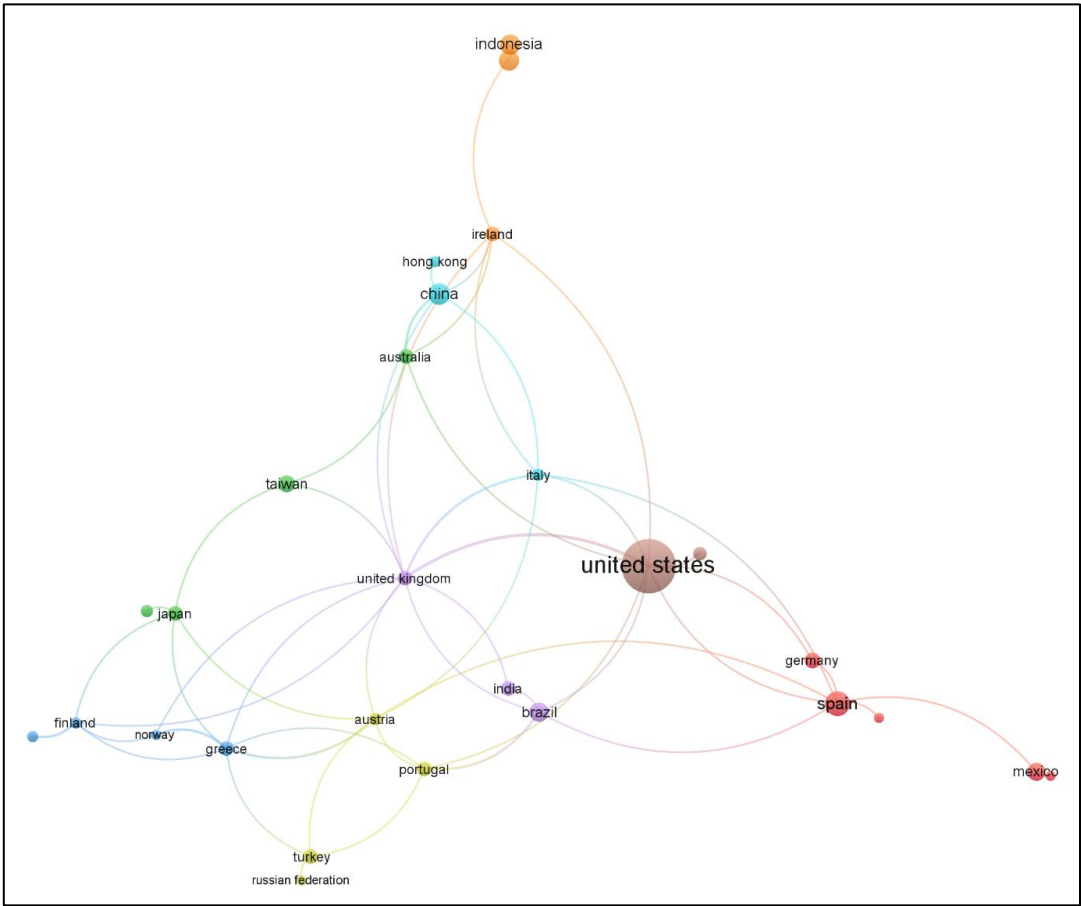 indonesia
ireland
hong kong
china
australia
italy
taiwan
united states
united kingdom
japan
germany
india
spain
brazil
finland
austria
norway
greece
portugal
mexico
turkey
russian federation